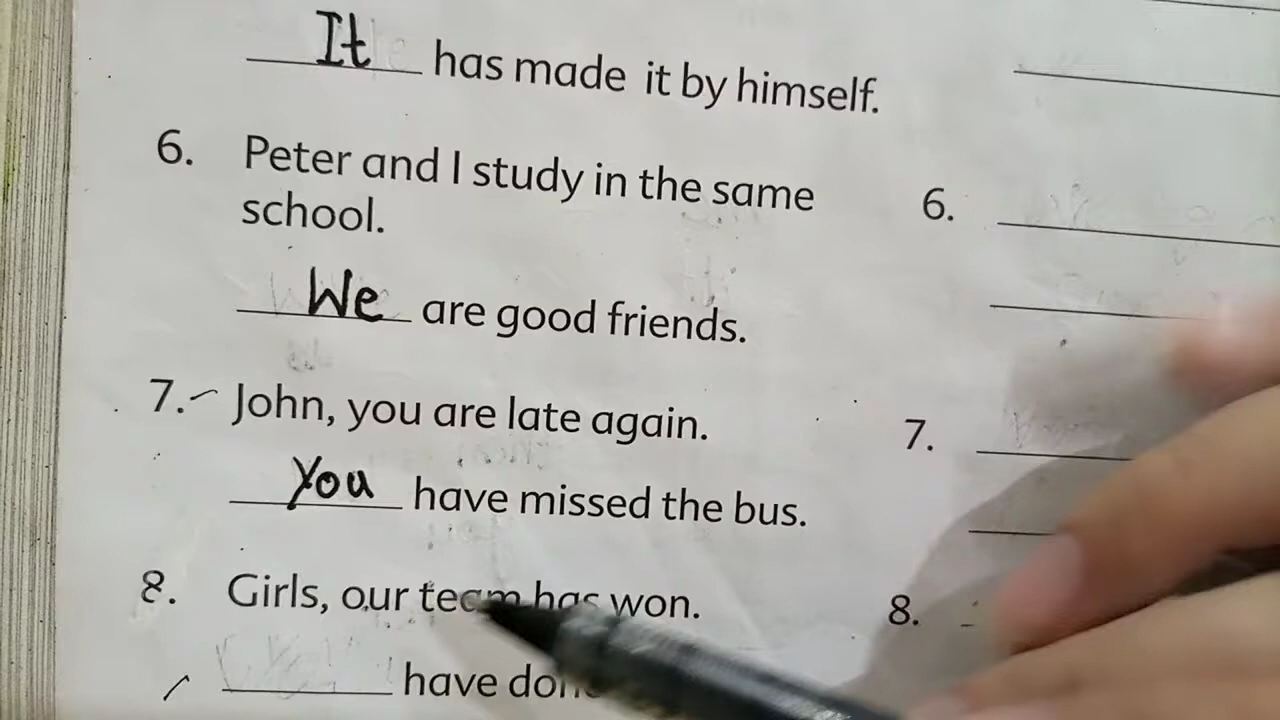 It has made it by himself.
6. Peter and I study in the same
school.
6.
We are good friends.
7. John, you are late again.
7.
You have missed the bus.
8. Girls, our team has won.
8.
have